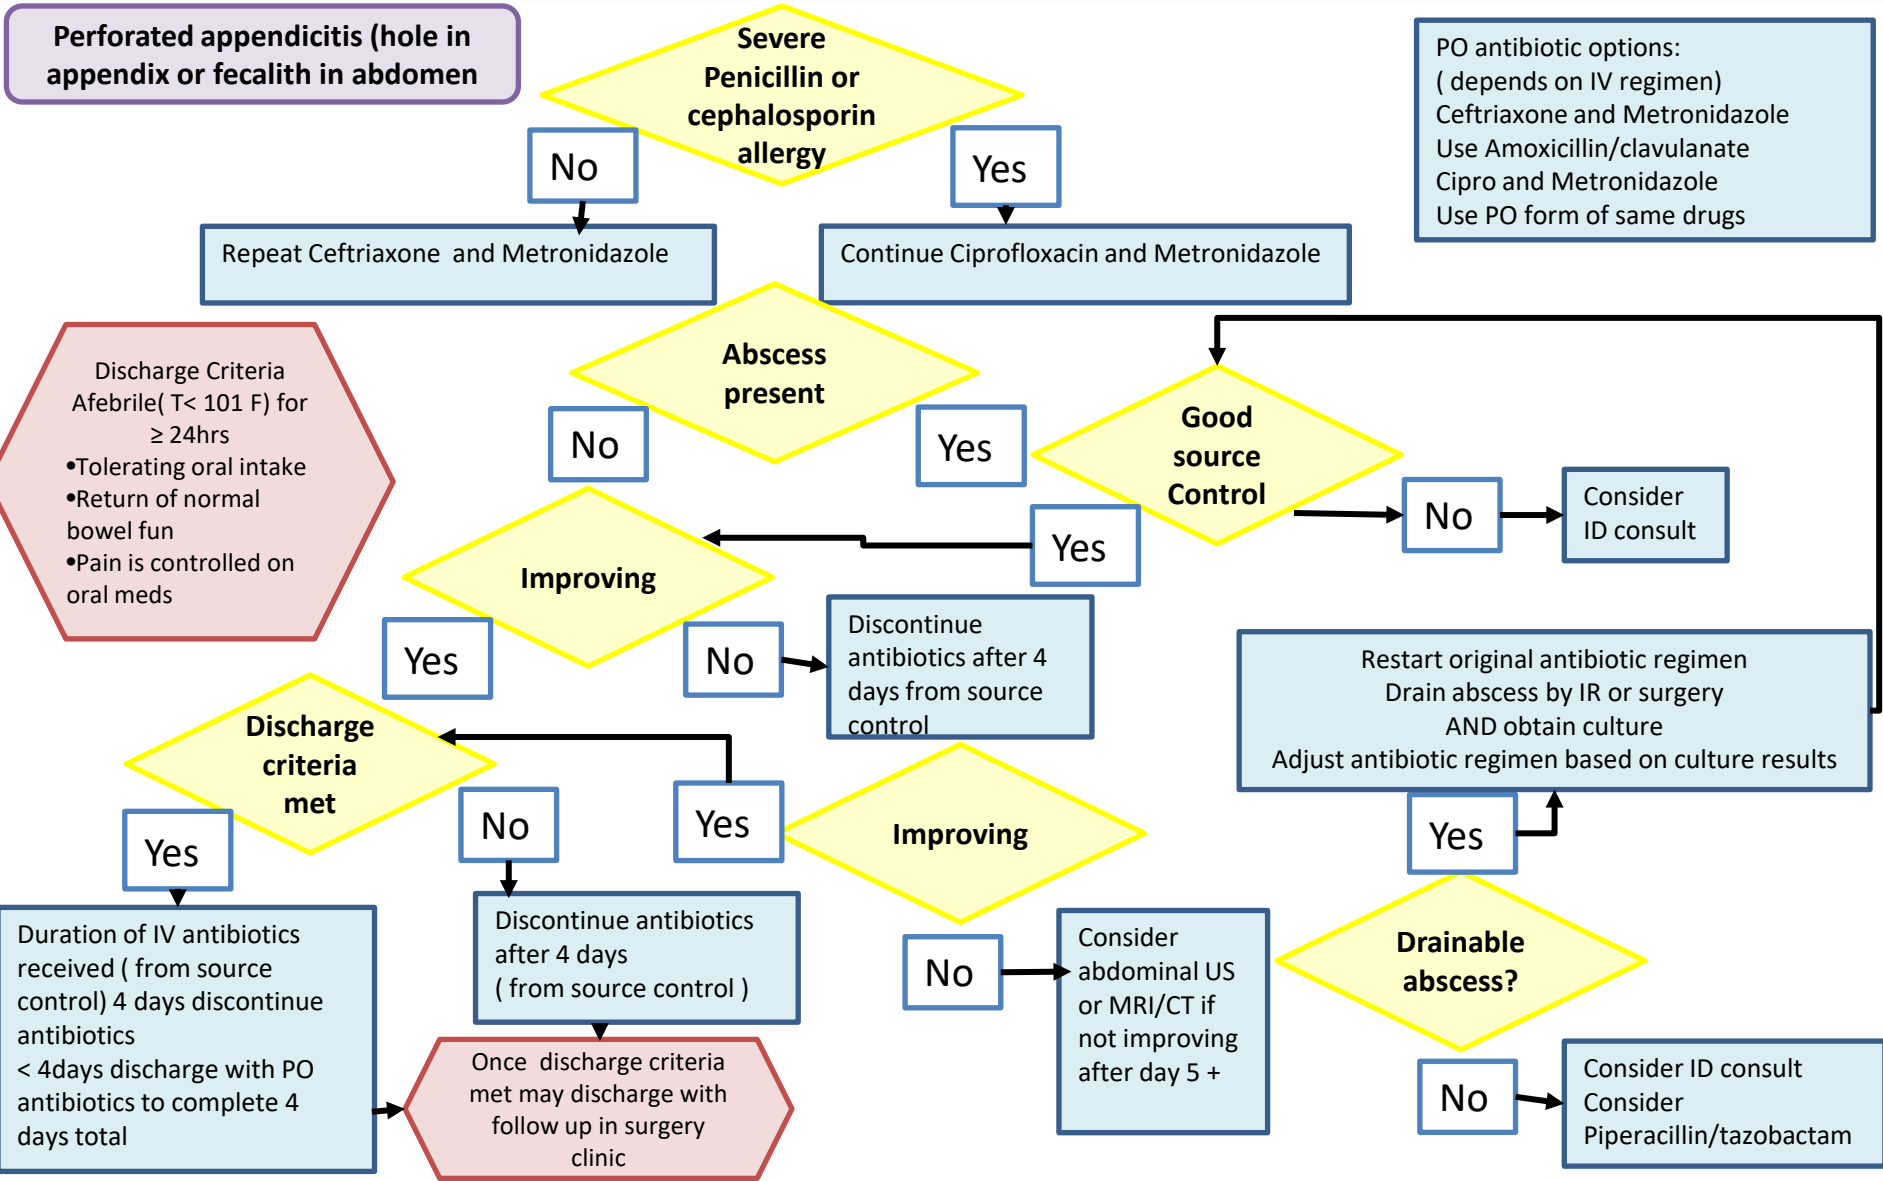 Perforated appendicitis (hole in
appendix or fecalith in abdomen
Severe
Penicillin or
cephalosporin
allergy
PO antibiotic options:
( depends on IV regimen)
Ceftriaxone and Metronidazole
Use Amoxicillin/clavulanate
Cipro and Metronidazole
Use PO form of same drugs
No
Yes
Repeat Ceftriaxone  and Metronidazole
Continue Ciprofloxacin and Metronidazole
Abscess
present
Discharge Criteria
Afebrile( T< 101 F) for
≥ 24hrs
•Tolerating oral intake
•Return of normal
bowel fun
•Pain is controlled on
oral meds
No
Yes
Good
source
Control
No
Consider
ID consult
Yes
Improving
Yes
No
Discontinue
antibiotics after 4
days from source
control
Restart original antibiotic regimen
Drain abscess by IR or surgery
AND obtain culture
Adjust antibiotic regimen based on culture results
Discharge
criteria
met
Yes
No
Yes
Improving
Yes
Duration of IV antibiotics
received ( from source
control) 4 days discontinue
antibiotics
< 4days discharge with PO
antibiotics to complete 4
days total
Discontinue antibiotics
after 4 days
( from source control )
No
Consider
abdominal US
or MRI/CT if
not improving
after day 5 +
Drainable
abscess?
Once  discharge criteria
met may discharge with
follow up in surgery
clinic
No
Consider ID consult
Consider
Piperacillin/tazobactam